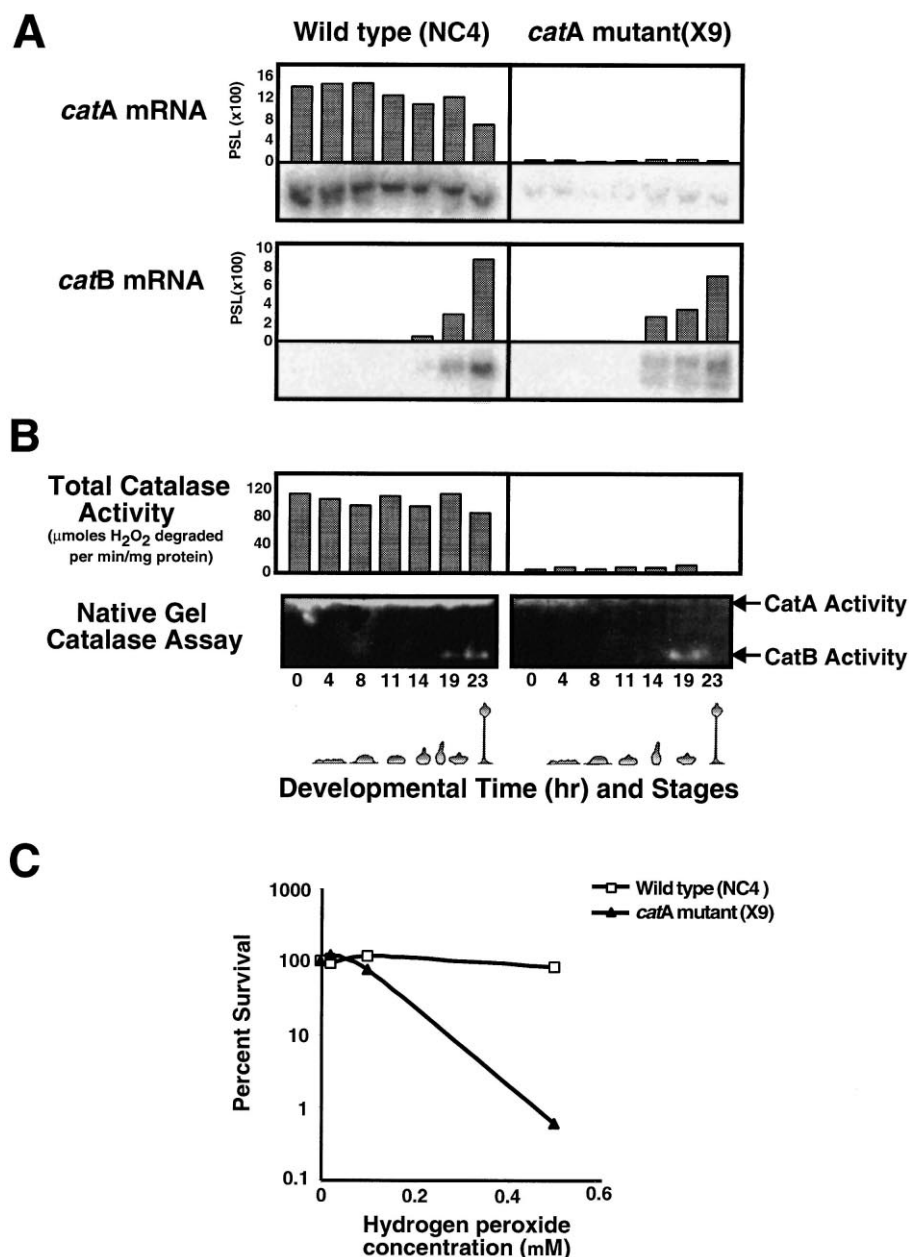 A
Wild type (NC4)
catA mutant(X9)
catA mRNA
PSL (x100)
16
12
8
4
0
catB mRNA
PSL(x100)
10
8
6
4
2
0
B
Total Catalase
Activity
(μmoles H₂O₂ degraded
per min/mg protein)
120
80
40
0
Native Gel
Catalase Assay
CatA Activity
CatB Activity
0 4 8 11 14 19 23
0 4 8 11 14 19 23
Developmental Time (hr) and Stages
C
Wild type (NC4 )
catA mutant (X9)
Percent Survival
1000
100
10
1
0.1
0 0.2 0.4 0.6
Hydrogen peroxide
concentration (mM)